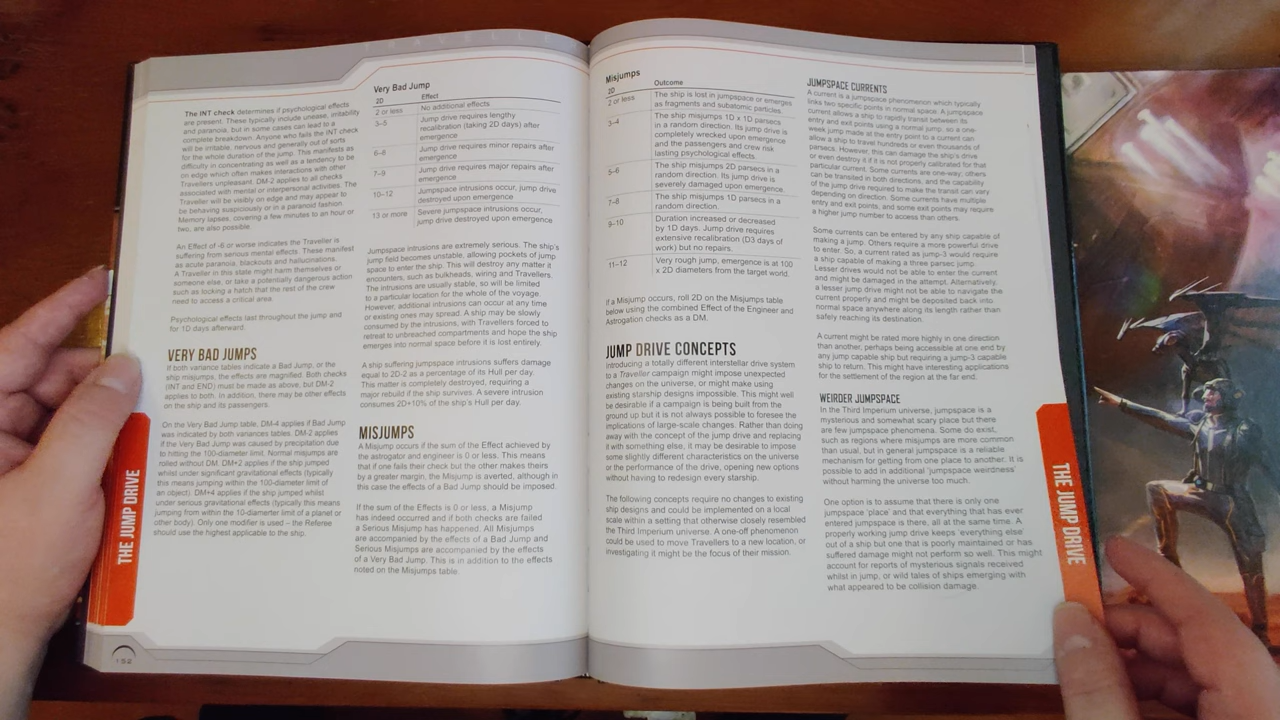 TRAVELLER
The INT check determines if psychological effects
are present. These typically include unease, irritability
and paranoia, but in some cases can lead to a
complete breakdown. Anyone who fails the INT check
will be irritable, nervous and generally out of sorts
for the whole duration of the jump. This manifests as
difficulty in concentrating as well as a tendency to be
on edge which often makes interactions with other
Travellers unpleasant. DM-2 applies to all checks
associated with mental or interpersonal activities. The
Traveller will be visibly on edge and may appear to
be behaving suspiciously or in a paranoid fashion.
Memory lapses, covering a few minutes to an hour or
two, are also possible.
An Effect of -6 or worse indicates the Traveller is
suffering from serious mental effects. These manifest
as acute paranoia, blackouts and hallucinations.
A Traveller in this state might harm themselves or
someone else, or take a potentially dangerous action
such as locking a hatch that the rest of the crew
need to access a critical area.
Psychological effects last throughout the jump and
for 1D days afterward.
VERY BAD JUMPS
If both variance tables indicate a Bad Jump, or the
ship misjumps, the effects are magnified. Both checks
(INT and END) must be made as above, but DM-2
applies to both. In addition, there may be other effects
on the ship and its passengers.
On the Very Bad Jump table. DM-4 applies if Bad Jump
was indicated by both variances tables. DM-2 applies
if the Very Bad Jump was caused by precipitation due
to hitting the 100-diameter limit. Normal misjumps are
rolled without DM. DM+2 applies if the ship jumped
whilst under significant gravitational effects (typically
this means jumping within the 100-diameter limit of
an object). DM+4 applies if the ship jumped whilst
under serious gravitational effects (typically this means
jumping from within the 10-diamerter limit of a planet or
other body). Only one modifier is used – the Referee
should use the highest applicable to the ship.
Very Bad Jump
2D Effect
2 or less No additional effects.
3–5 Jump drive requires lengthy
recalibration (taking 2D days) after
emergence
6–8 Jump drive requires minor repairs after
emergence
7–9 Jump drive requires major repairs after
emergence
10–12 Jumpspace intrusions occur, jump drive
destroyed upon emergence
13 or more Severe jumpspace intrusions occur,
jump drive destroyed upon emergence
Jumpspace intrusions are extremely serious. The ship's
jump field becomes unstable, allowing pockets of jump
space to enter the ship. This will destroy any matter it
encounters, such as bulkheads, wiring and Travellers.
The intrusions are usually stable, so will be limited
to a particular location for the whole of the voyage.
However, additional intrusions can occur at any time
or existing ones may spread. A ship may be slowly
consumed by the intrusions, with Travellers forced to
retreat to unbreached compartments and hope the ship
emerges into normal space before it is lost entirely.
A ship suffering jumpspace intrusions suffers damage
equal to 2D-2 as a percentage of its Hull per day.
This matter is completely destroyed, requiring a
major rebuild if the ship survives. A severe intrusion
consumes 2D+10% of the ship's Hull per day.
MISJUMPS
A Misjump occurs if the sum of the Effect achieved by
the astrogator and engineer is 0 or less. This means
that if one fails their check but the other makes theirs
by a greater margin, the Misjump is averted, although in
this case the effects of a Bad Jump should be imposed.
If the sum of the Effects is 0 or less, a Misjump
has indeed occurred and if both checks are failed
a Serious Misjump has happened. All Misjumps
are accompanied by the effects of a Bad Jump and
Serious Misjumps are accompanied by the effects
of a Very Bad Jump. This is in addition to the effects
noted on the Misjumps table.
THE JUMP DRIVE
152
Misjumps
2D Outcome
2 or less The ship is lost in jumpspace or emerges
as fragments and subatomic particles.
3–4 The ship misjumps 1D x 1D parsecs
in a random direction. Its jump drive is
completely wrecked upon emergence
and the passengers and crew risk
lasting psychological effects.
5–6 The ship misjumps 2D parsecs in a
random direction. Its jump drive is
severely damaged upon emergence.
7–8 The ship misjumps 1D parsecs in a
random direction.
9–10 Duration increased or decreased
by 1D days. Jump drive requires
extensive recalibration (D3 days of
work) but no repairs.
11–12 Very rough jump, emergence is at 100
x 2D diameters from the target world.
If a Misjump occurs, roll 2D on the Misjumps table
below using the combined Effect of the Engineer and
Astrogation checks as a DM.
JUMP DRIVE CONCEPTS
Introducing a totally different interstellar drive system
to a Traveller campaign might impose unexpected
changes on the universe, or might make using
existing starship designs impossible. This might well
be desirable if a campaign is being built from the
ground up but it is not always possible to foresee the
implications of large-scale changes. Rather than doing
away with the concept of the jump drive and replacing
it with something else, it may be desirable to impose
some slightly different characteristics on the universe
or the performance of the drive, opening new options
without having to redesign every starship.
The following concepts require no changes to existing
ship designs and could be implemented on a local
scale within a setting that otherwise closely resembled
the Third Imperium universe. A one-off phenomenon
could be used to move Travellers to a new location, or
investigating it might be the focus of their mission.
JUMPSPACE CURRENTS
A current is a jumpspace phenomenon which typically
links two specific points in normal space. A jumpspace
current allows a ship to rapidly transit between its
entry and exit points using a normal jump, so a one-
week jump made at the entry point to a current can
allow a ship to travel hundreds or even thousands of
parsecs. However, this can damage the ship's drive
or even destroy it if it is not properly calibrated for that
particular current. Some currents are one-way; others
can be transited in both directions, and the capability
of the jump drive required to make the transit can vary
depending on direction. Some currents have multiple
entry and exit points, and some exit points may require
a higher jump number to access than others.
Some currents can be entered by any ship capable of
making a jump. Others require a more powerful drive
to enter. So, a current rated as jump-3 would require
a ship capable of making a three parsec jump.
Lesser drives would not be able to enter the current
and might be damaged in the attempt. Alternatively,
a lesser jump drive might not be able to navigate the
current properly and might be deposited back into
normal space anywhere along its length rather than
safely reaching its destination.
A current might be rated more highly in one direction
than another, perhaps being accessible at one end by
any jump capable ship but requiring a jump-3 capable
ship to return. This might have interesting applications
for the settlement of the region at the far end.
WEIRDER JUMPSPACE
In the Third Imperium universe, jumpspace is a
mysterious and somewhat scary place but there
are few jumpspace phenomena. Some do exist,
such as regions where misjumps are more common
than usual, but in general jumpspace is a reliable
mechanism for getting from one place to another. It is
possible to add in additional 'jumpspace weirdness'
without harming the universe too much.
One option is to assume that there is only one
jumpspace 'place' and that everything that has ever
entered jumpspace is there, all at the same time. A
properly working jump drive keeps 'everything else'
out of a ship but one that is poorly maintained or has
suffered damage might not perform so well. This might
account for reports of mysterious signals received
whilst in jump, or wild tales of ships emerging with
what appeared to be collision damage.
THE JUMP DRIVE